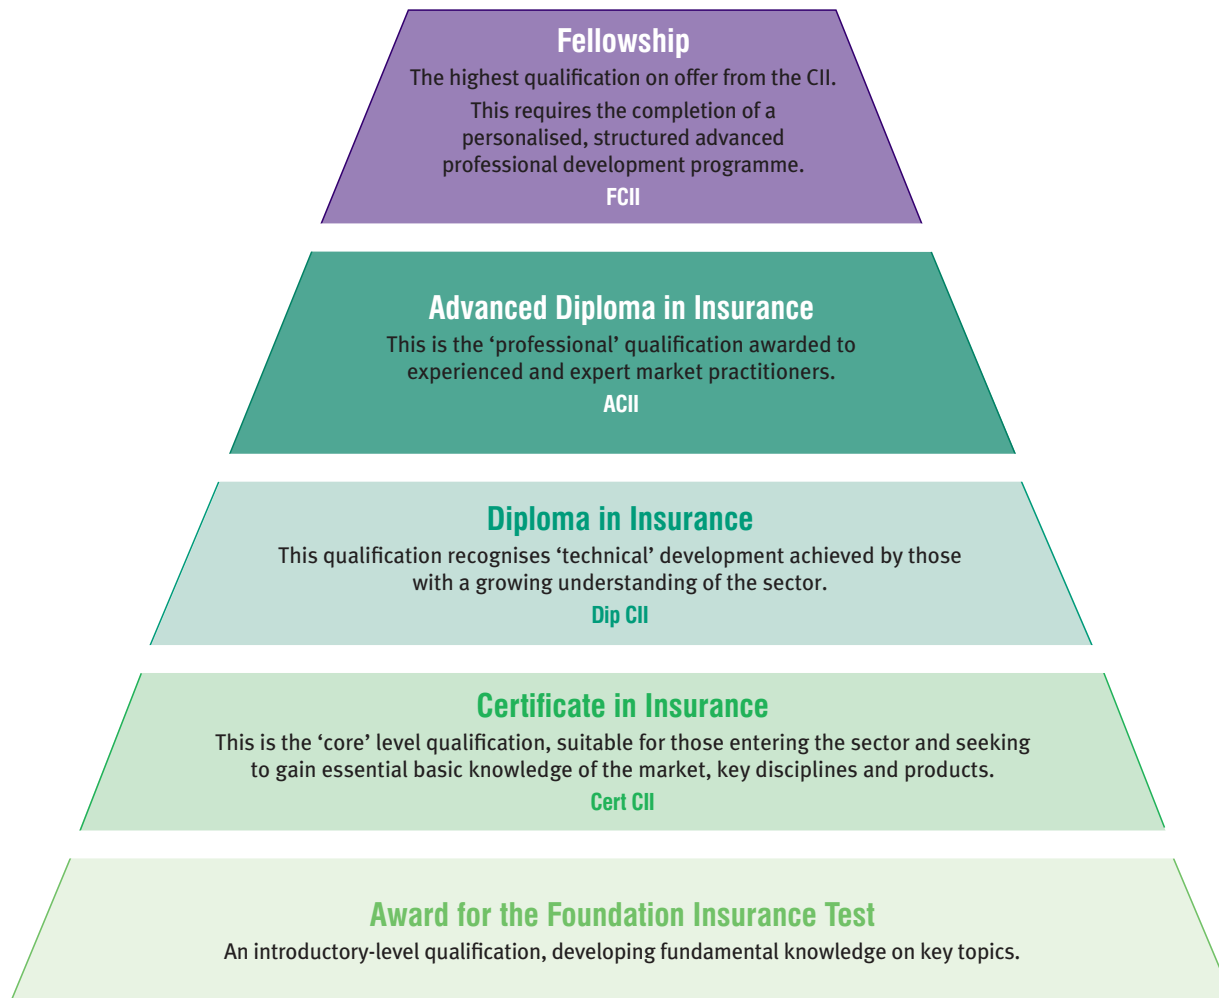 Fellowship
The highest qualification on offer from the CII.
This requires the completion of a
personalised, structured advanced
professional development programme.
FCII
Advanced Diploma in Insurance
This is the ‘professional’ qualification awarded to
experienced and expert market practitioners.
ACII
Diploma in Insurance
This qualification recognises ‘technical’ development achieved by those
with a growing understanding of the sector.
Dip CII
Certificate in Insurance
This is the ‘core’ level qualification, suitable for those entering the sector and seeking
to gain essential basic knowledge of the market, key disciplines and products.
Cert CII
Award for the Foundation Insurance Test
An introductory-level qualification, developing fundamental knowledge on key topics.